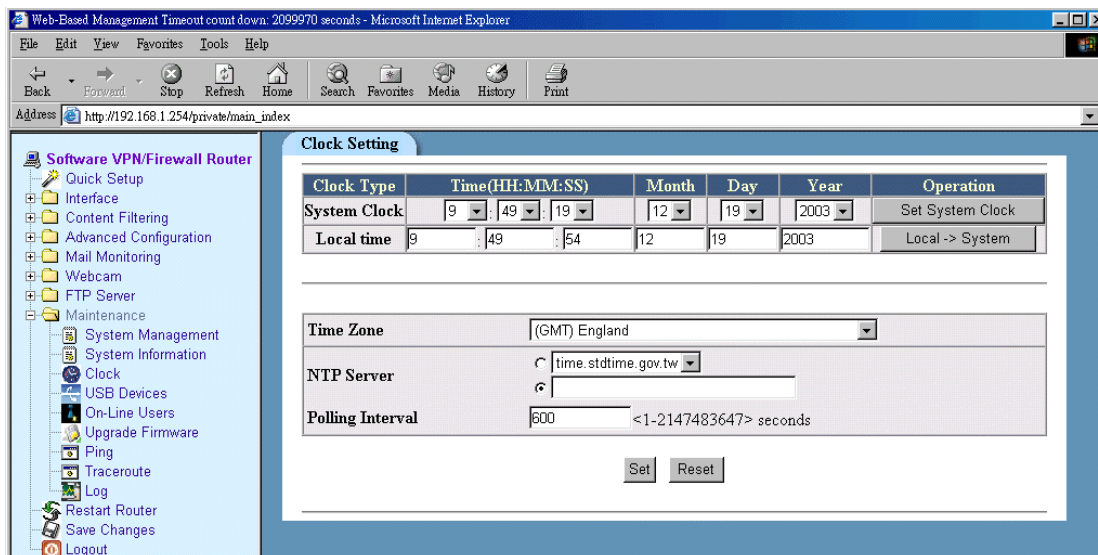 Web-Based Management Timeout count down: 2099970 seconds - Microsoft Internet Explorer
File Edit View Favorites Tools Help
Back Forward Stop Refresh Home Search Favorites Media History Print
Address http://192.168.1.254/private/main_index
Software VPN/Firewall Router
Quick Setup
Interface
Content Filtering
Advanced Configuration
Mail Monitoring
Webcam
FTP Server
Maintenance
System Management
System Information
Clock
USB Devices
On-Line Users
Upgrade Firmware
Ping
Traceroute
Log
Restart Router
Save Changes
Logout
Clock Setting
Clock Type Time(HH:MM:SS) Month Day Year Operation
System Clock 9 : 49 : 19 12 19 2003 Set System Clock
Local time 9 : 49 : 54 12 19 2003 Local -> System
Time Zone (GMT) England
NTP Server time.stdtime.gov.tw
Polling Interval 600 <1-2147483647> seconds
Set Reset